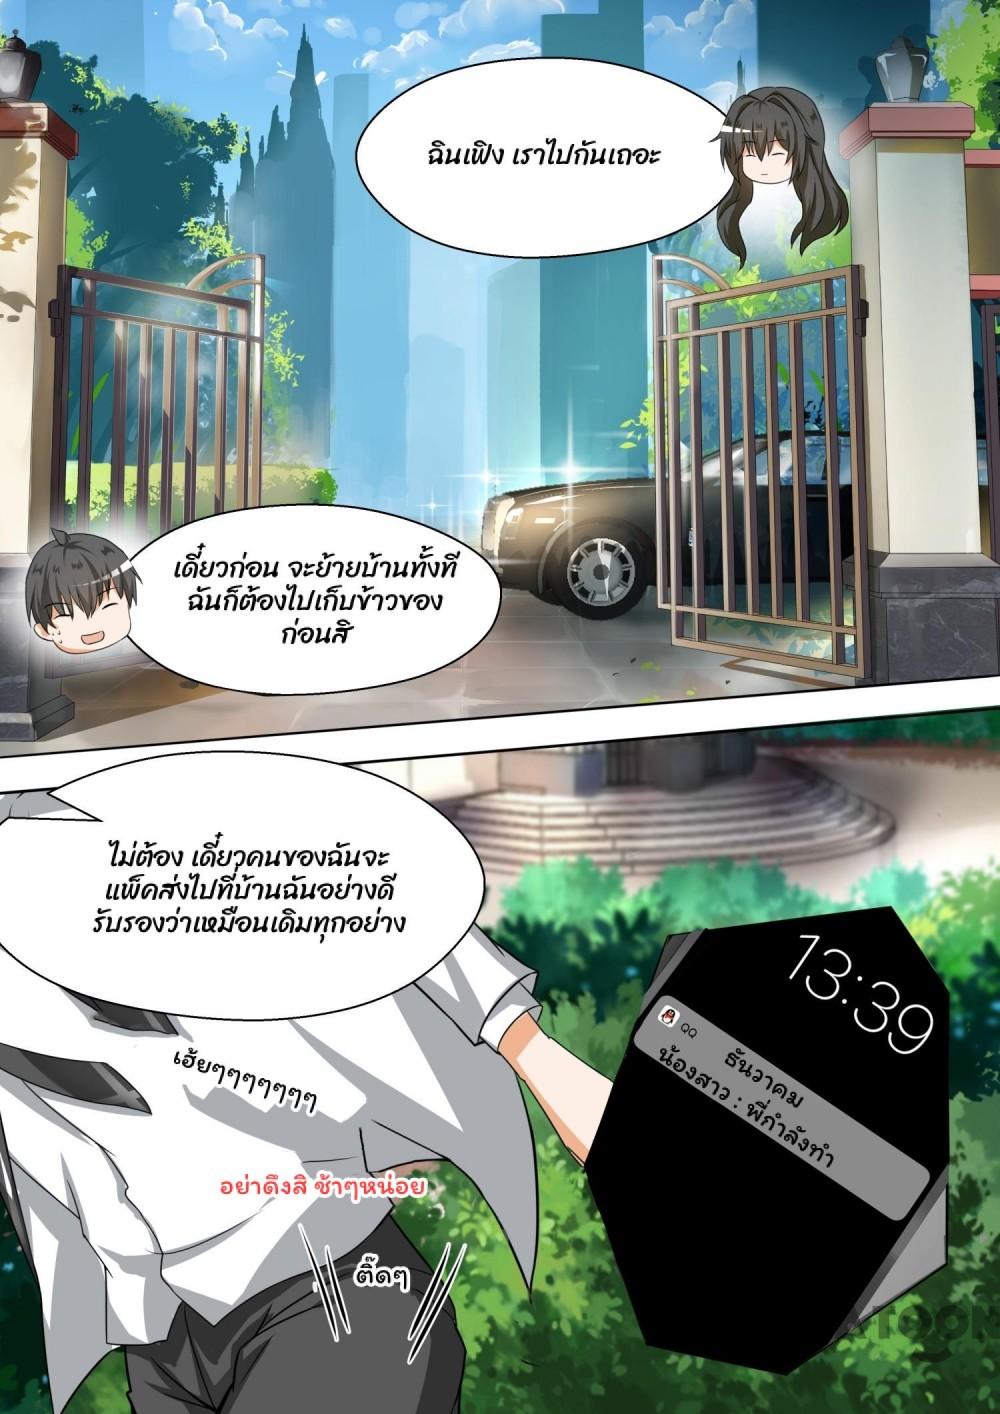 ฉินเฟิง เราไปกันเถอะ
เดี๋ยวก่อน จะย้ายบ้านทั้งที
ฉันก็ต้องไปเก็บข้าวของ
ก่อนสิ
ไม่ต้อง เดี๋ยวคนของฉันจะ
แพ็คส่งไปที่บ้านฉันอย่างดี
รับรองว่าเหมือนเดิมทุกอย่าง
13:39
QQ ธันวาคม
น้องสาว : พี่กำลังทำ
เฮ้ยๆๆๆๆๆๆๆ
อย่าดึงสิ ช้าๆหน่อย
ติ๊ดๆ